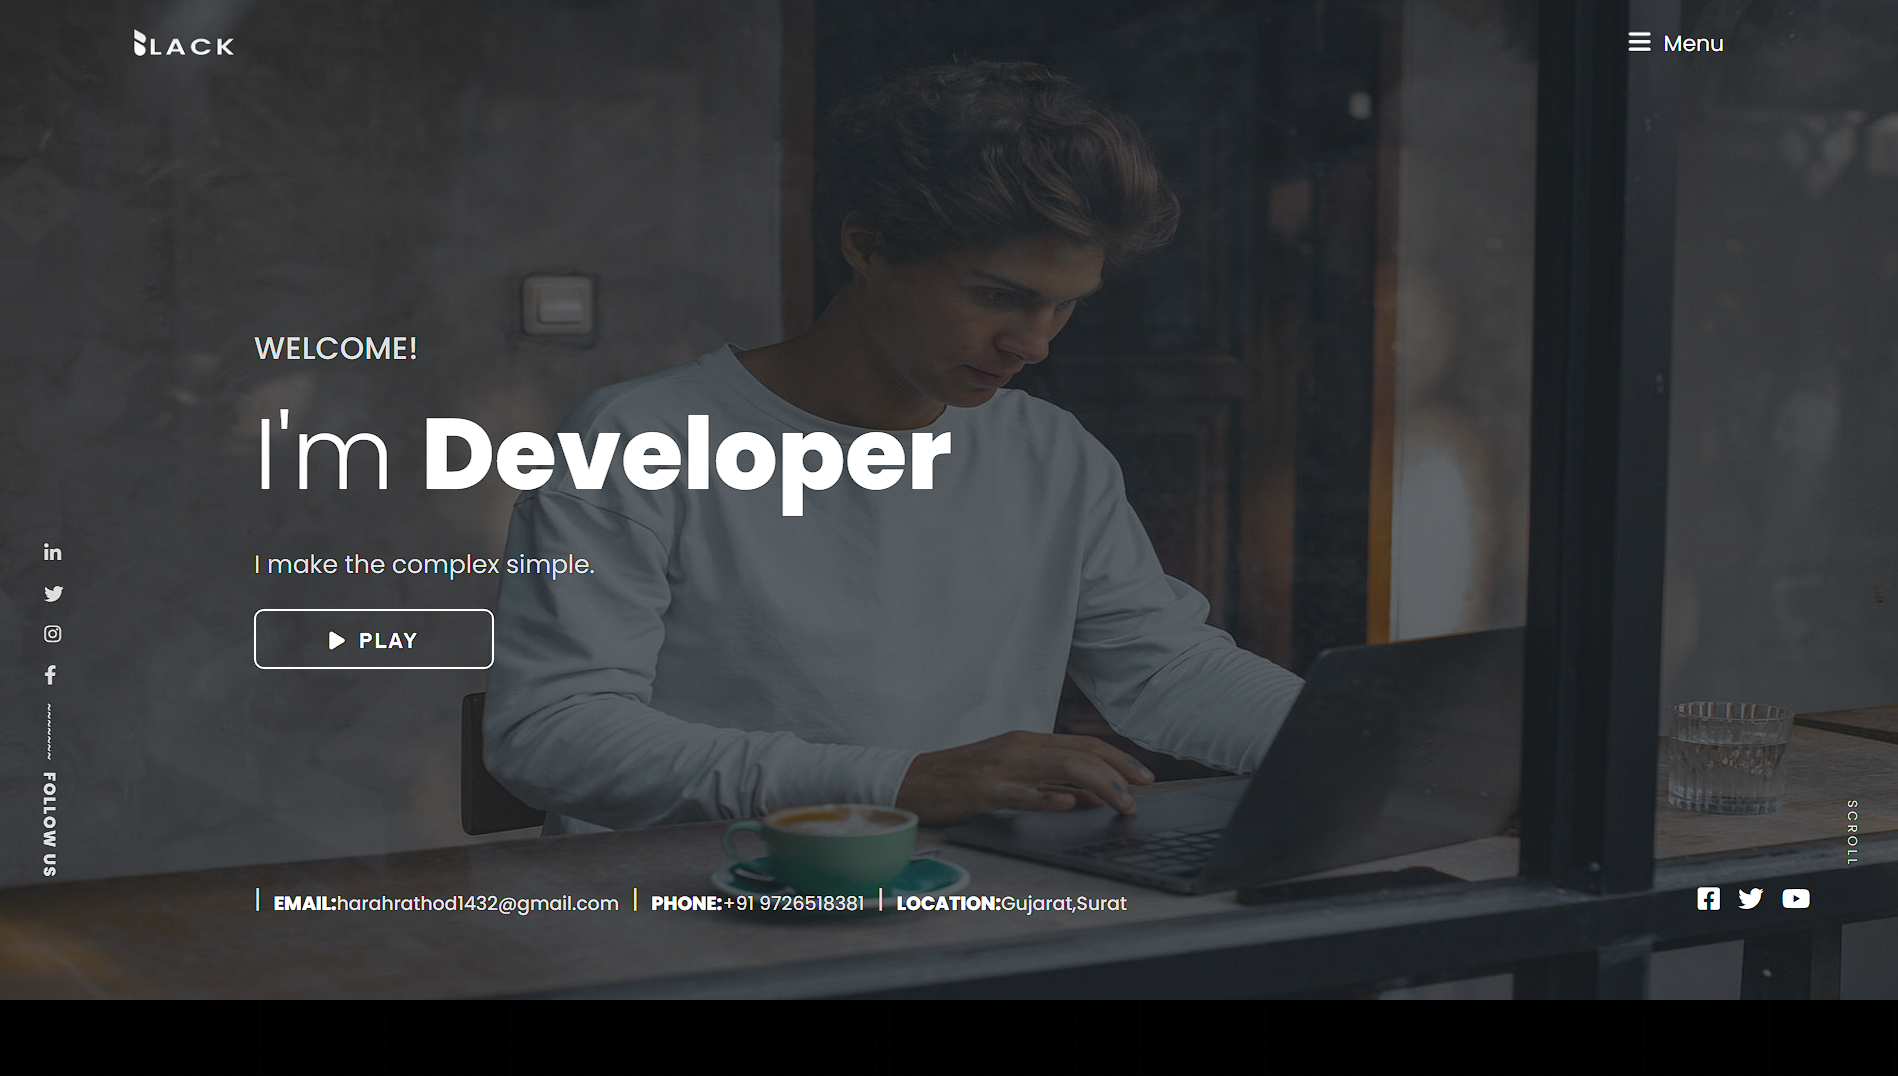 BLACK
Menu
WELCOME!
I'm Developer
I make the complex simple.
PLAY
~~~~~~~ FOLLOW US
SCROLL
| EMAIL:harahrathod1432@gmail.com | PHONE:+91 9726518381 | LOCATION:Gujarat,Surat